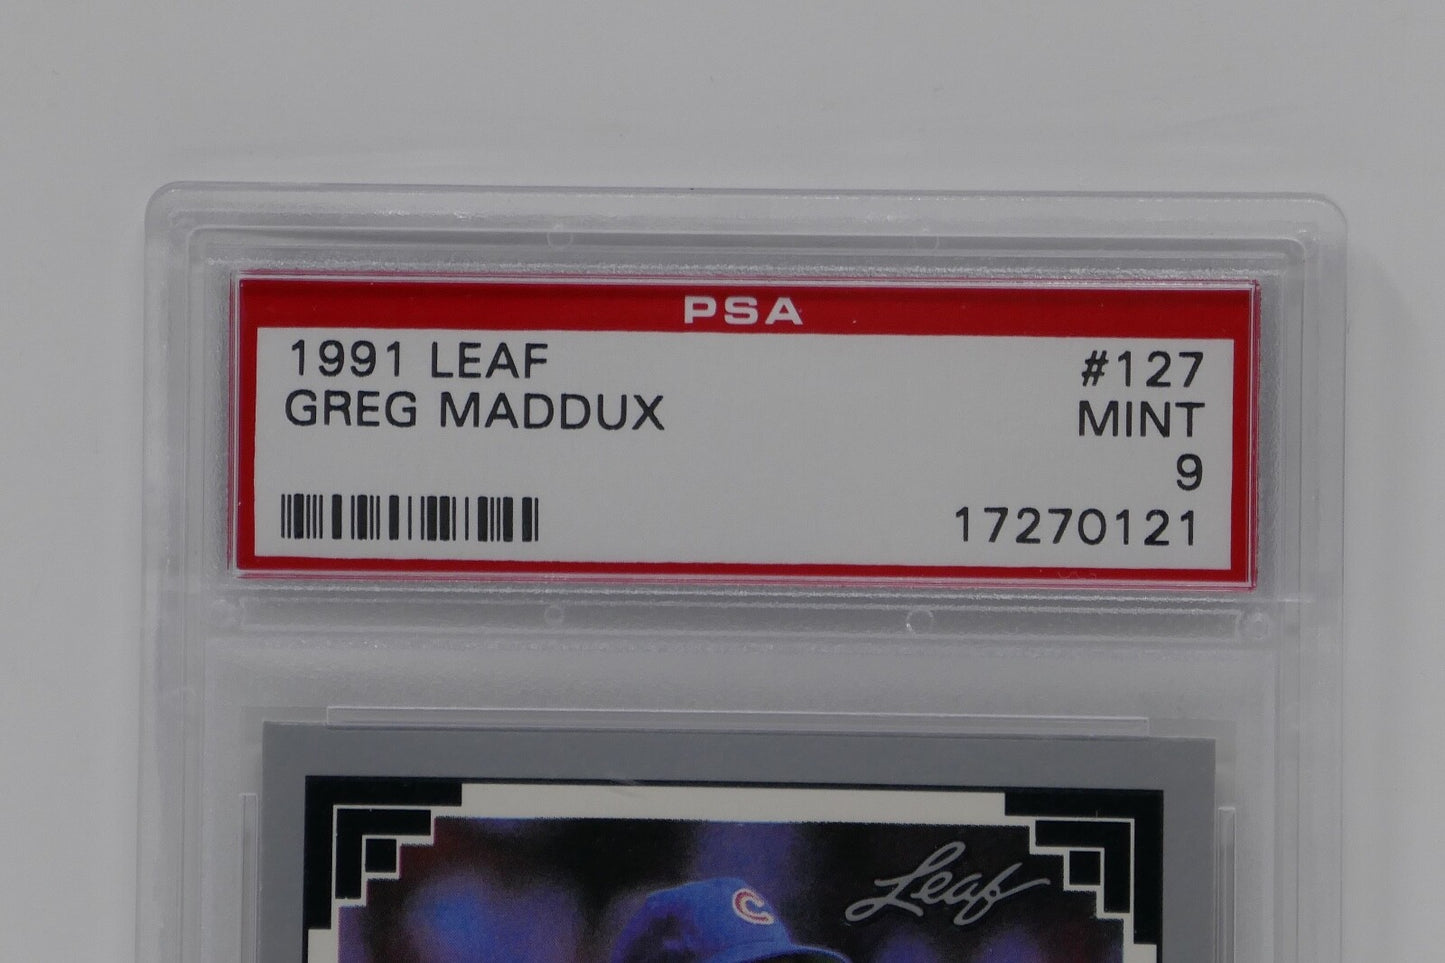 PSA
1991 LEAF #127
GREG MADDUX MINT
9
17270121
Leaf
C